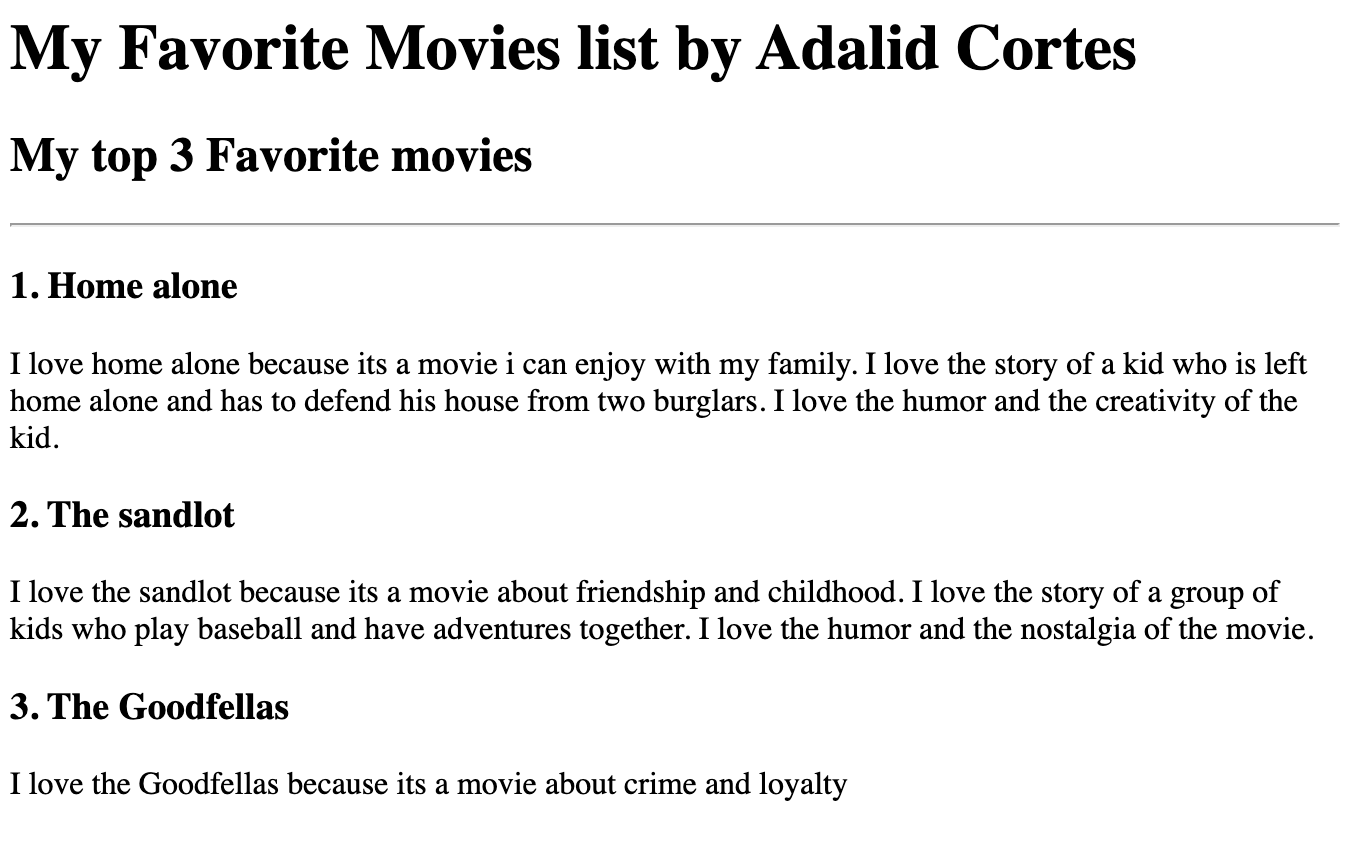 My Favorite Movies list by Adalid Cortes
My top 3 Favorite movies
1. Home alone
I love home alone because its a movie i can enjoy with my family. I love the story of a kid who is left
home alone and has to defend his house from two burglars. I love the humor and the creativity of the
kid.
2. The sandlot
I love the sandlot because its a movie about friendship and childhood. I love the story of a group of
kids who play baseball and have adventures together. I love the humor and the nostalgia of the movie.
3. The Goodfellas
I love the Goodfellas because its a movie about crime and loyalty